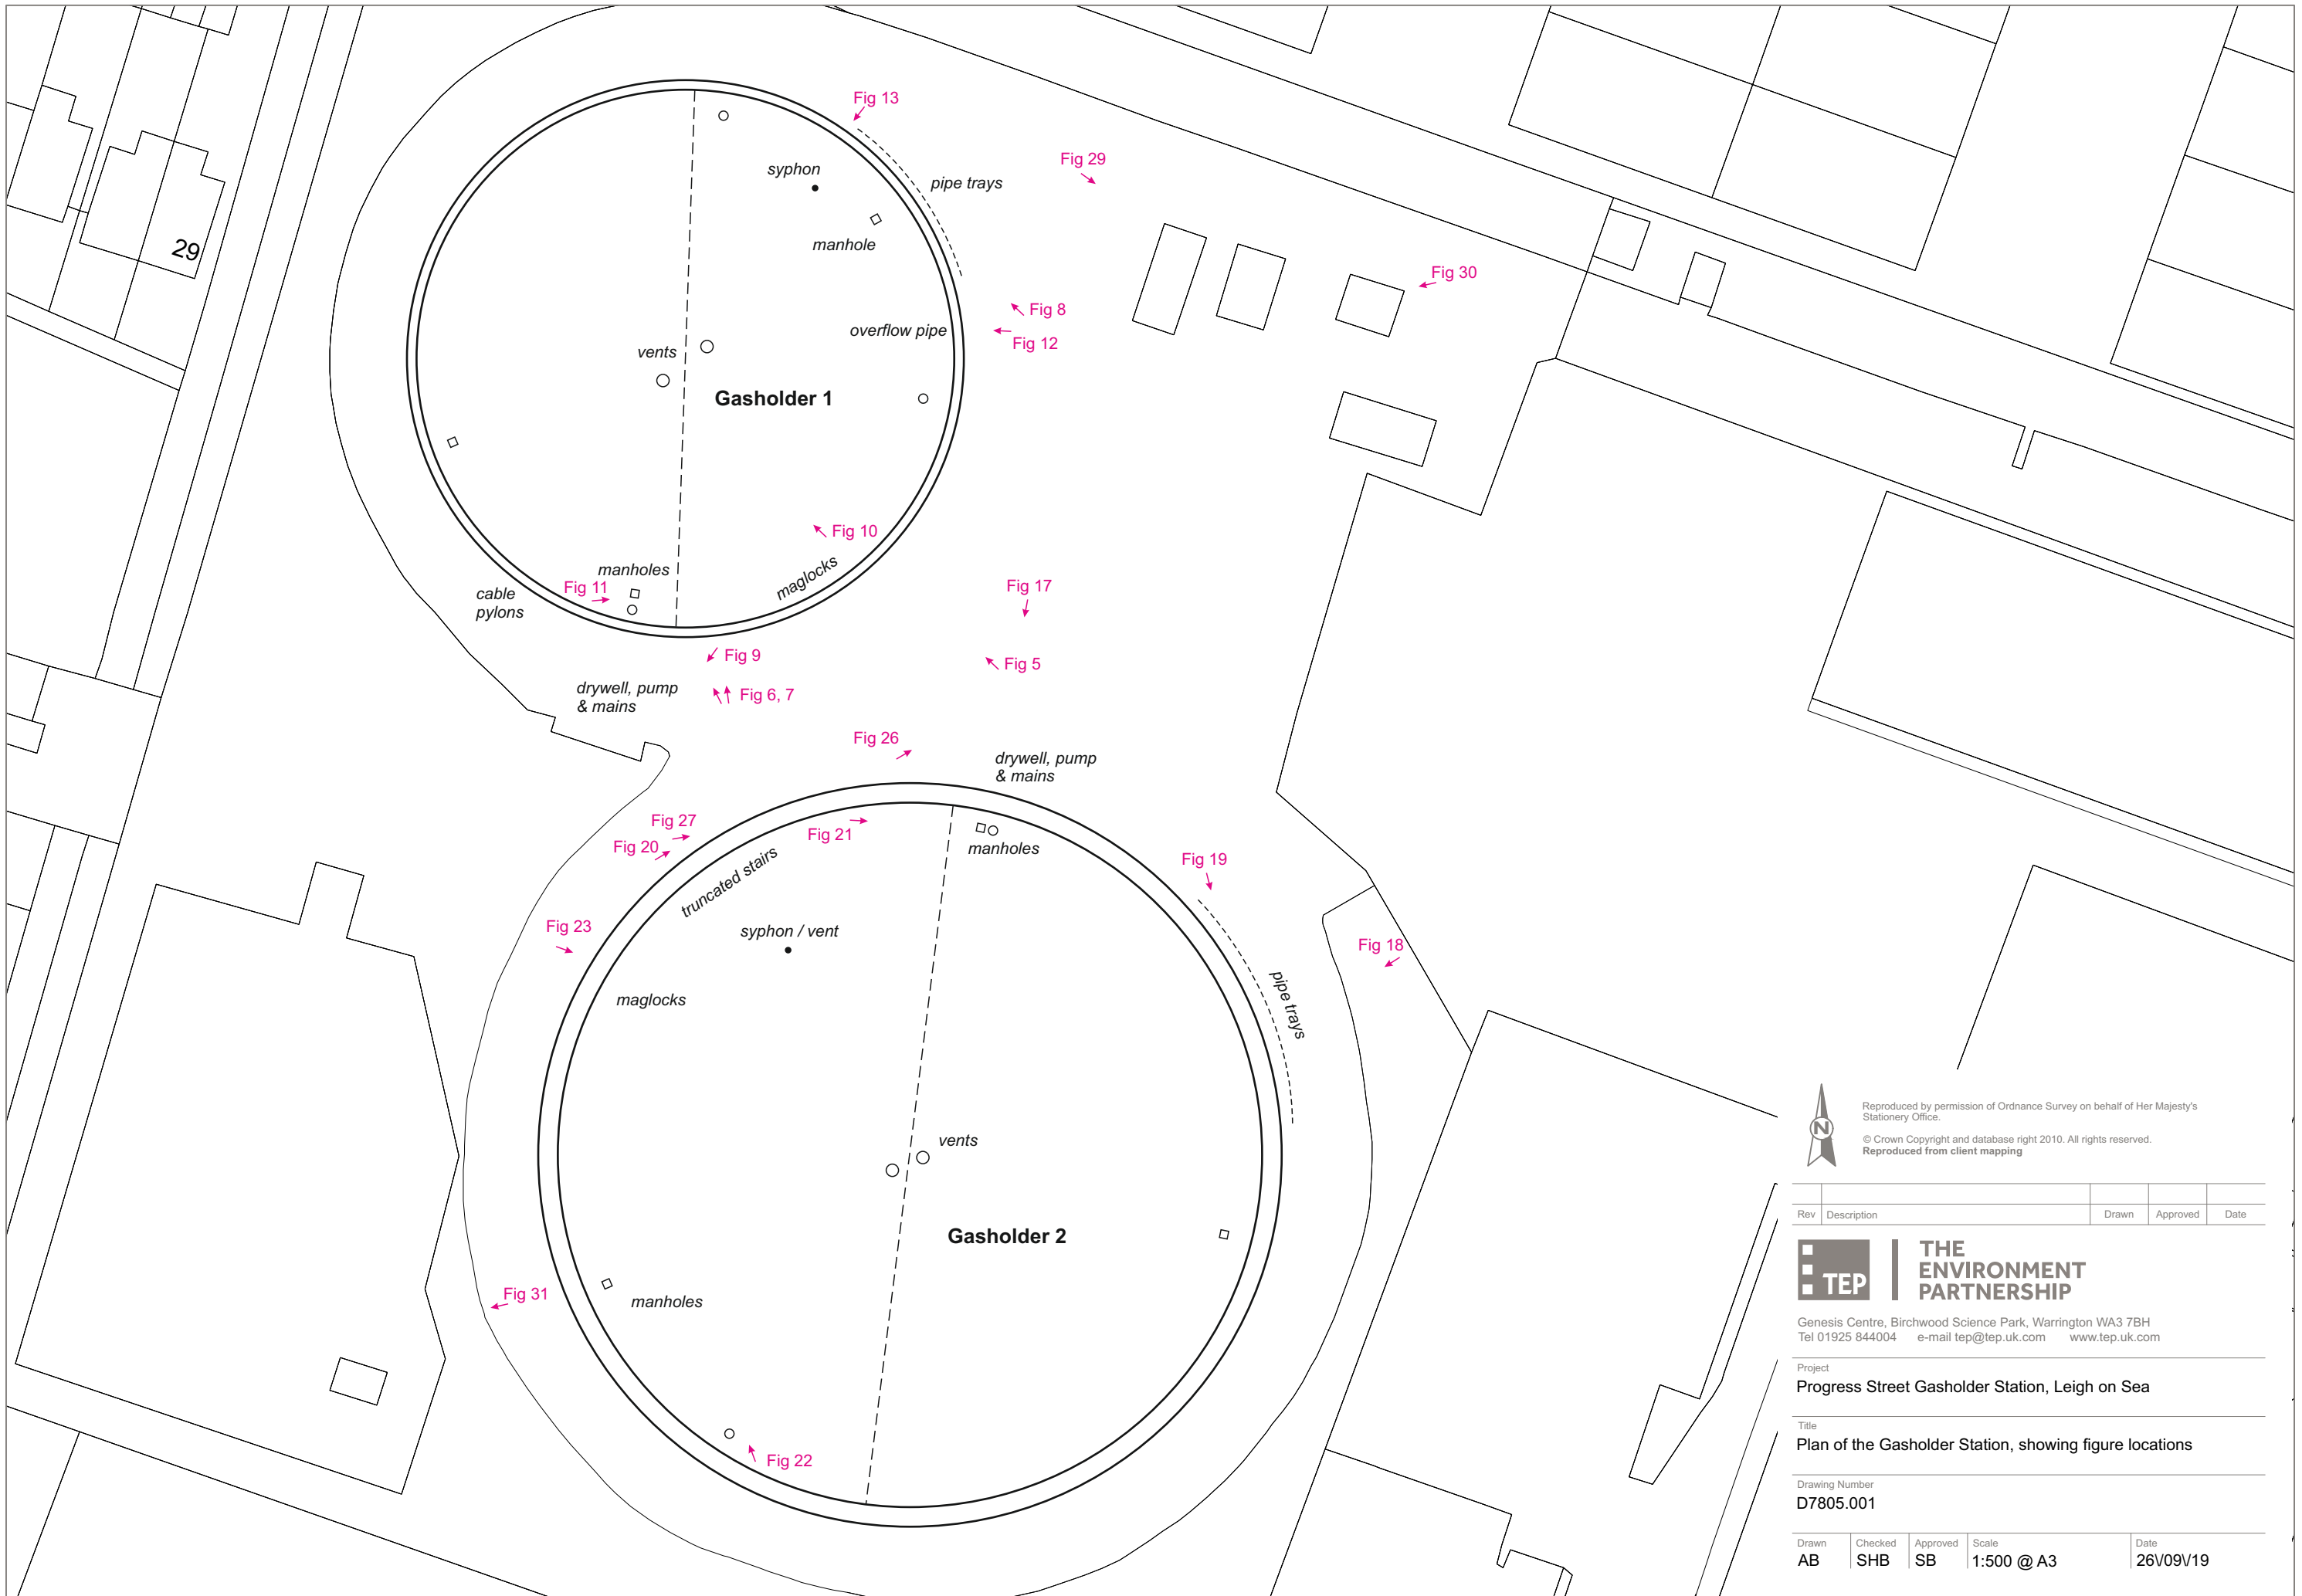 Fig 13
Fig 29
syphon
pipe trays
manhole
29
Fig 30
Fig 8
overflow pipe
Fig 12
vents
Gasholder 1
Fig 10
maglocks
manholes
Fig 11
cable
pylons
Fig 17
Fig 9
Fig 5
drywell, pump
& mains
Fig 6, 7
Fig 26
drywell, pump
& mains
Fig 27
Fig 20
Fig 21
manholes
truncated stairs
Fig 19
Fig 23
syphon / vent
Fig 18
maglocks
pipe trays
vents
Gasholder 2
Fig 31
manholes
Fig 22
N
Reproduced by permission of Ordnance Survey on behalf of Her Majesty's
Stationery Office.
© Crown Copyright and database right 2010. All rights reserved.
Reproduced from client mapping
Rev Description Drawn Approved Date
TEP
THE
ENVIRONMENT
PARTNERSHIP
Genesis Centre, Birchwood Science Park, Warrington WA3 7BH
Tel 01925 844004 e-mail tep@tep.uk.com www.tep.uk.com
Project
Progress Street Gasholder Station, Leigh on Sea
Title
Plan of the Gasholder Station, showing figure locations
Drawing Number
D7805.001
Drawn Checked Approved Scale Date
AB SHB SB 1:500 @ A3 26\/09\/19